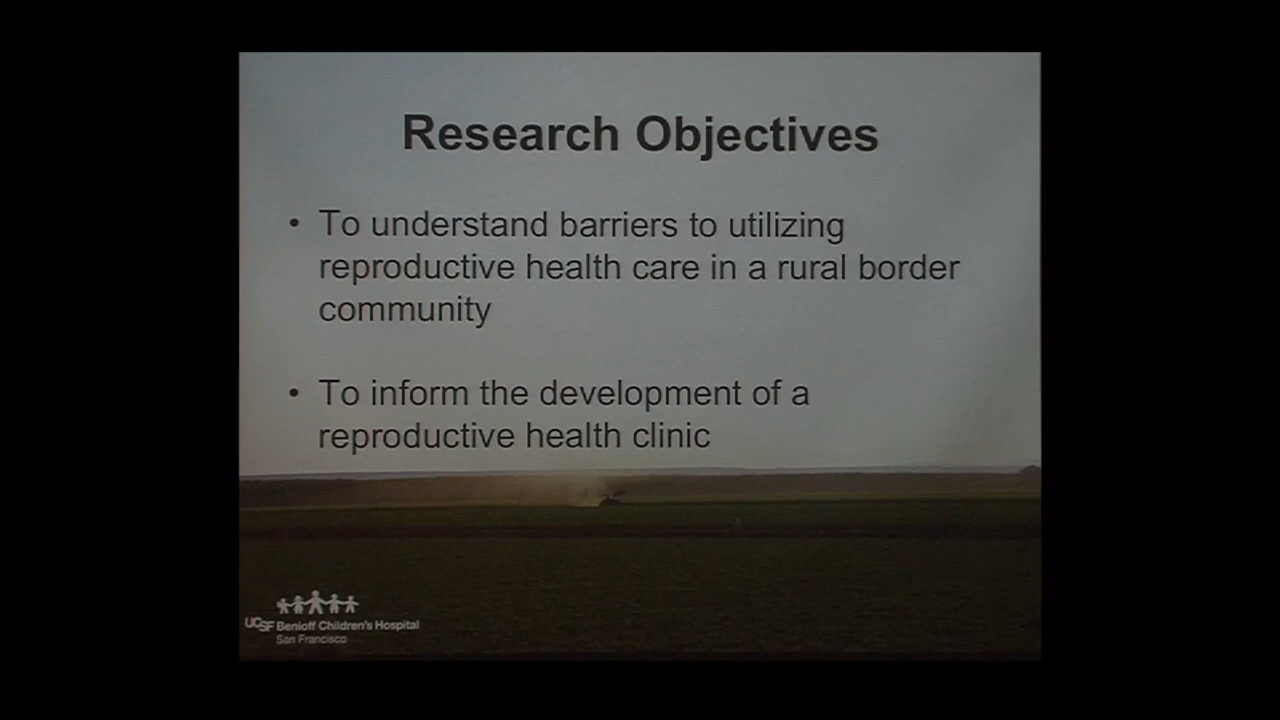 Research Objectives
• To understand barriers to utilizing
reproductive health care in a rural border
community
• To inform the development of a
reproductive health clinic
UCSF Benioff Children's Hospital
San Francisco